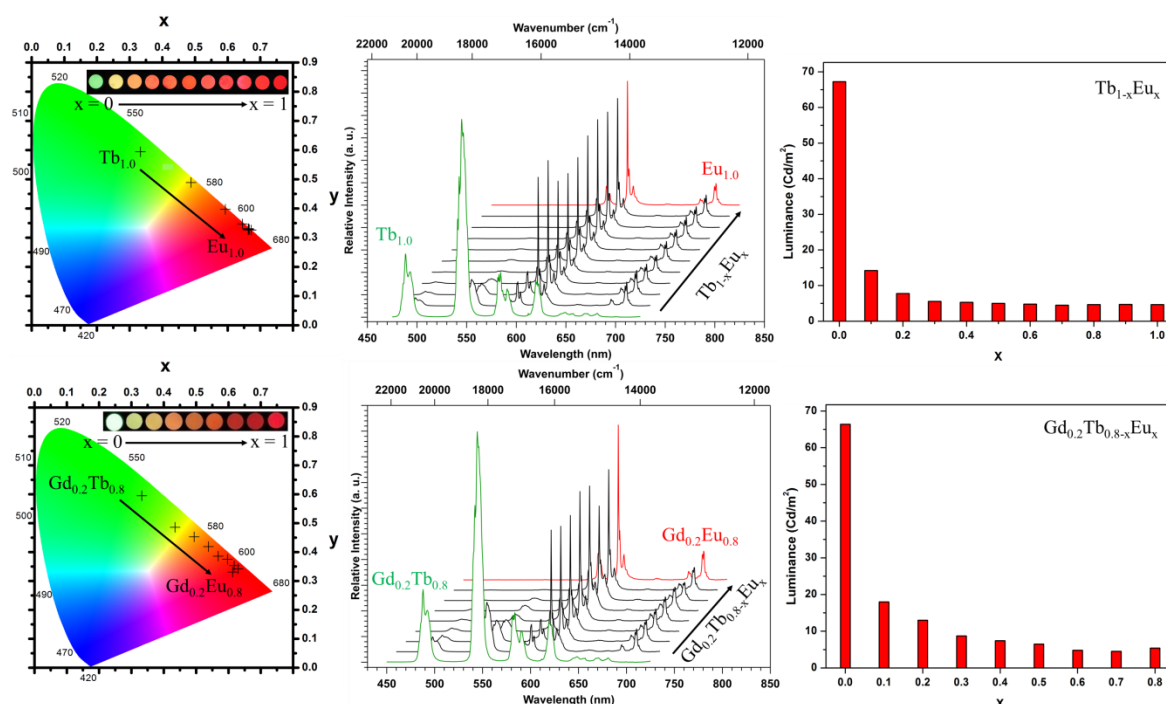 x
0.0 0.1 0.2 0.3 0.4 0.5 0.6 0.7
520
x = 0 x = 1
510
550
500
Tb1.0
580
600
Eu1.0
680
490
470
420
0.9
0.8
0.7
0.6
0.5
0.4
0.3
0.2
0.1
0.0
y
Wavenumber (cm-1)
22000 20000 18000 16000 14000 12000
Relative Intensity (a. u.)
Tb1.0
Eu1.0
Tb1-xEux
450 500 550 600 650 700 750 800 850
Wavelength (nm)
Tb1-xEux
Luminance (Cd/m2)
70
60
50
40
30
20
10
0
0.0 0.2 0.4 0.6 0.8 1.0
x
x
0.0 0.1 0.2 0.3 0.4 0.5 0.6 0.7
520
x = 0 x = 1
510
550
Gd0.2Tb0.8
500
580
600
Gd0.2Eu0.8
680
490
470
420
0.9
0.8
0.7
0.6
0.5
0.4
0.3
0.2
0.1
0.0
y
Wavenumber (cm-1)
22000 20000 18000 16000 14000 12000
Relative Intensity (a. u.)
Gd0.2Tb0.8
Gd0.2Eu0.8
Gd0.2Tb0.8-xEux
450 500 550 600 650 700 750 800 850
Wavelength (nm)
Gd0.2Tb0.8-xEux
Luminance (Cd/m2)
70
60
50
40
30
20
10
0
0.0 0.1 0.2 0.3 0.4 0.5 0.6 0.7 0.8
x